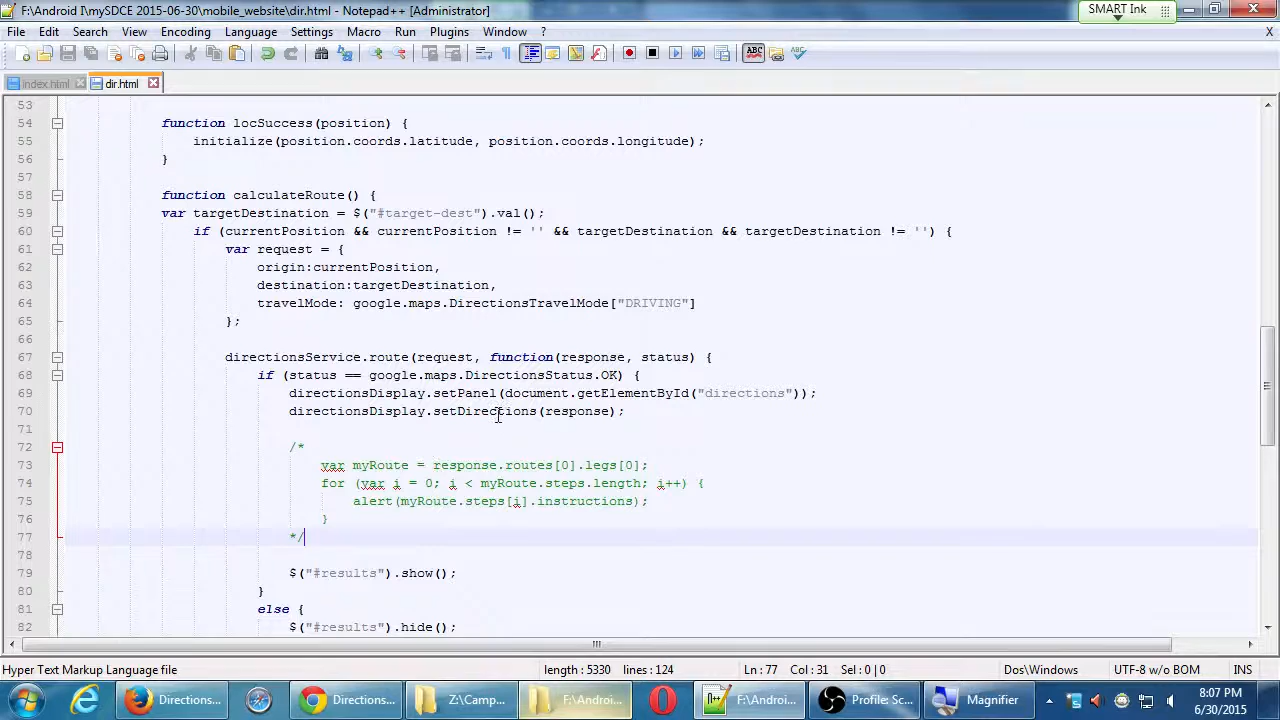 F:\Android I\mySDCE 2015-06-30\mobile_website\dir.html - Notepad++ [Administrator]
SMART Ink
File Edit Search View Encoding Language Settings Macro Run Plugins Window ?
X
ABC
ABC
index.html
dir.html
53
54 function locSuccess(position) {
55 initialize(position.coords.latitude, position.coords.longitude);
56 }
57
58 function calculateRoute() {
59 var targetDestination = $("#target-dest").val();
60 if (currentPosition && currentPosition != '' && targetDestination && targetDestination != '') {
61 var request = {
62 origin:currentPosition,
63 destination:targetDestination,
64 travelMode: google.maps.DirectionsTravelMode["DRIVING"]
65 };
66
67 directionsService.route(request, function(response, status) {
68 if (status == google.maps.DirectionsStatus.OK) {
69 directionsDisplay.setPanel(document.getElementById("directions"));
70 directionsDisplay.setDirections(response);
71
72 /*
73 var myRoute = response.routes[0].legs[0];
74 for (var i = 0; i < myRoute.steps.length; i++) {
75 alert(myRoute.steps[i].instructions);
76 }
77 */
78
79 $("#results").show();
80 }
81 else {
82 $("#results").hide();
Hyper Text Markup Language file length : 5330 lines : 124 Ln : 77 Col : 31 Sel : 0 | 0 Dos\Windows UTF-8 w/o BOM INS
Directions... Directions... Z:\Camp... F:\Androi... F:\Androi... Profile: Sc... Magnifier
8:07 PM
6/30/2015